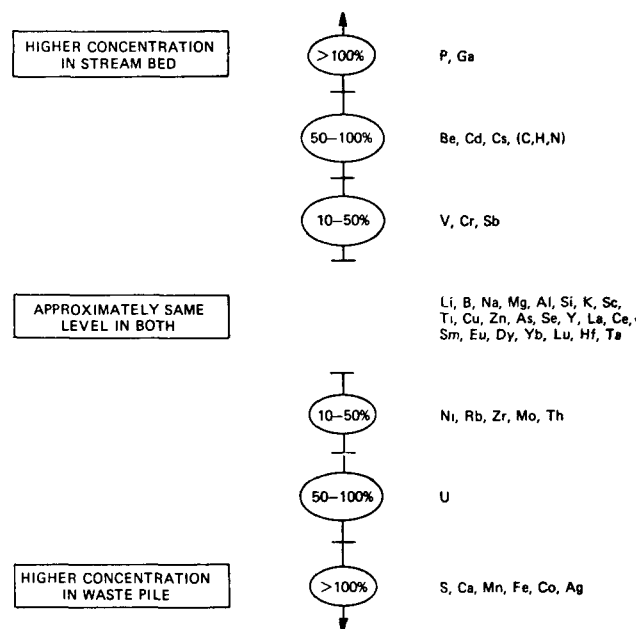 HIGHER CONCENTRATION
IN STREAM BED
>100%
P, Ga
50–100%
Be, Cd, Cs, (C,H,N)
10–50%
V, Cr, Sb
APPROXIMATELY SAME
LEVEL IN BOTH
Li, B, Na, Mg, Al, Si, K, Sc,
Ti, Cu, Zn, As, Se, Y, La, Ce,
Sm, Eu, Dy, Yb, Lu, Hf, Ta
10–50%
Ni, Rb, Zr, Mo, Th
50–100%
U
HIGHER CONCENTRATION
IN WASTE PILE
>100%
S, Ca, Mn, Fe, Co, Ag